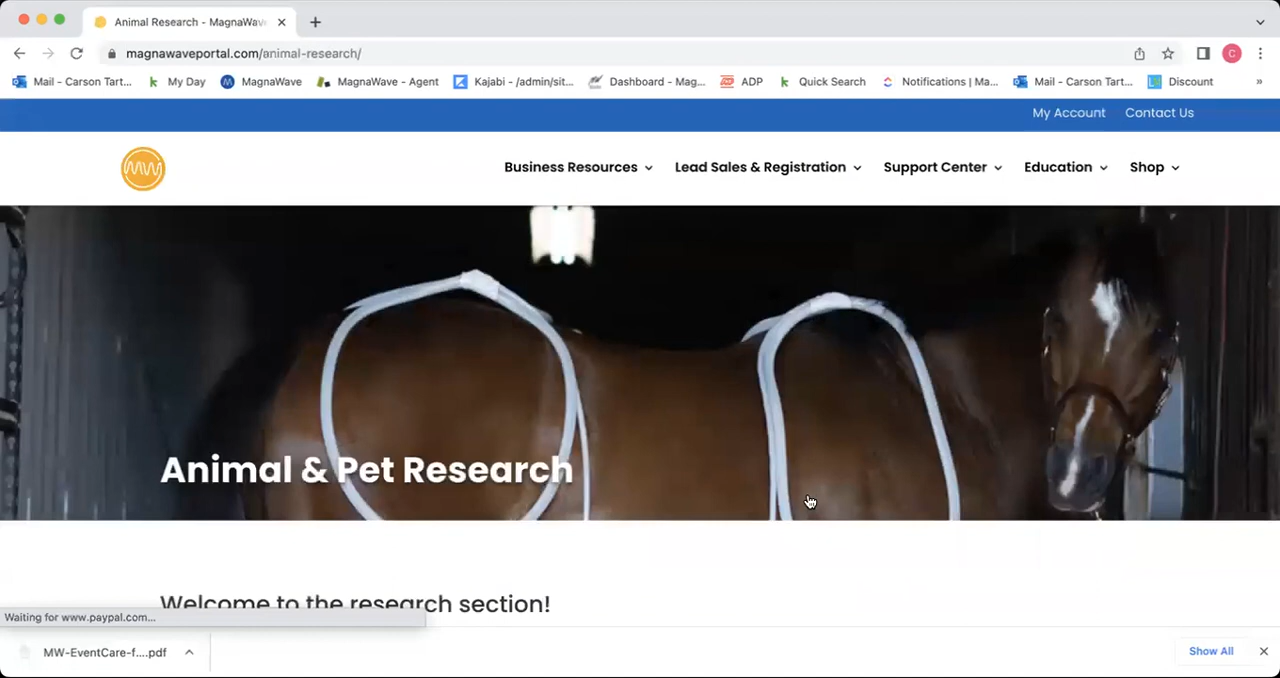 Animal Research - MagnaWav
magnawaveportal.com/animal-research/
C
Mail - Carson Tart...
My Day
MagnaWave
MagnaWave - Agent
Kajabi - /admin/sit...
Dashboard - Mag...
ADP
Quick Search
Notifications | Ma...
Mail - Carson Tart...
Discount
»
My Account
Contact Us
MW
Business Resources
Lead Sales & Registration
Support Center
Education
Shop
Animal & Pet Research
Welcome to the research section!
Waiting for www.paypal.com...
MW-EventCare-f....pdf
Show All